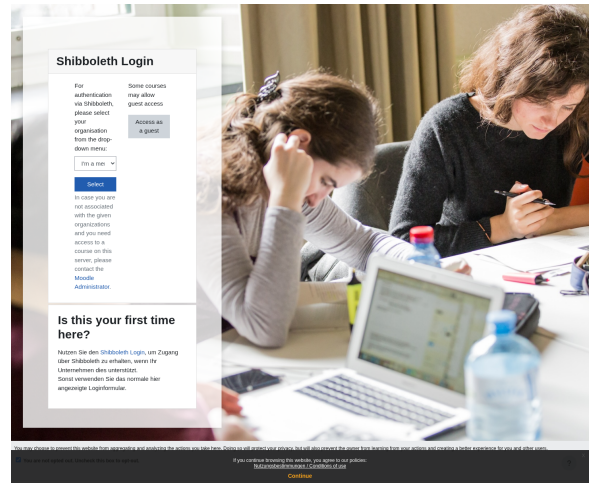 Shibboleth Login
For
authentication
via Shibboleth,
please select
your
organisation
from the drop-
down menu:
I'm a mei
Select
In case you are
not associated
with the given
organizations
and you need
access to a
course on this
server, please
contact the
Moodle
Administrator.
Some courses
may allow
guest access
Access as
a guest
Is this your first time
here?
Nutzen Sie den Shibboleth Login, um Zugang
über Shibboleth zu erhalten, wenn Ihr
Unternehmen dies unterstützt.
Sonst verwenden Sie das normale hier
angezeigte Loginformular.
You may choose to prevent this website from aggregating and analyzing the actions you take here. Doing so will protect your privacy, but will also prevent the owner from learning from your actions and creating a better experience for you and other users.
If you continue browsing this website, you agree to our policies:
Nutzungsbestimmungen / Conditions of use
Continue